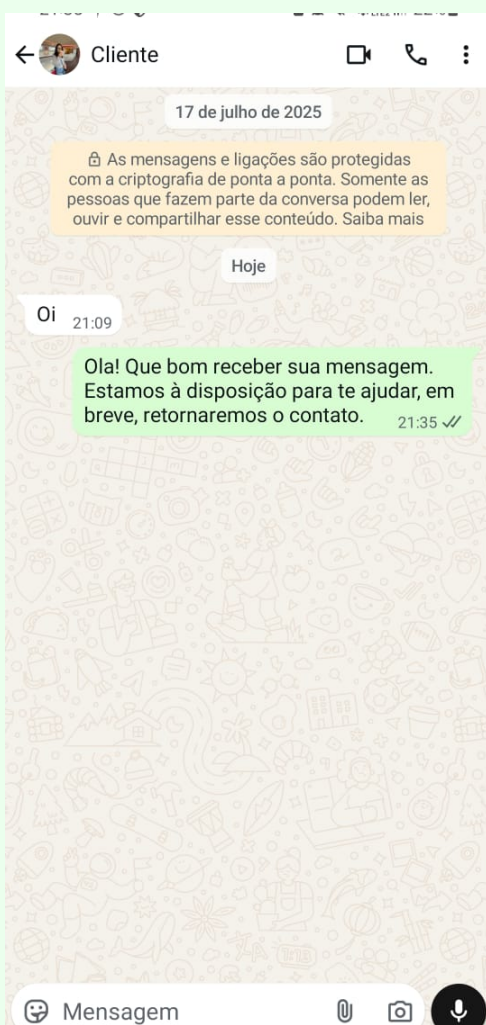 Cliente
17 de julho de 2025
As mensagens e ligações são protegidas
com a criptografia de ponta a ponta. Somente as
pessoas que fazem parte da conversa podem ler,
ouvir e compartilhar esse conteúdo. Saiba mais
Hoje
Oi 21:09
Ola! Que bom receber sua mensagem.
Estamos à disposição para te ajudar, em
breve, retornaremos o contato. 21:35
Mensagem